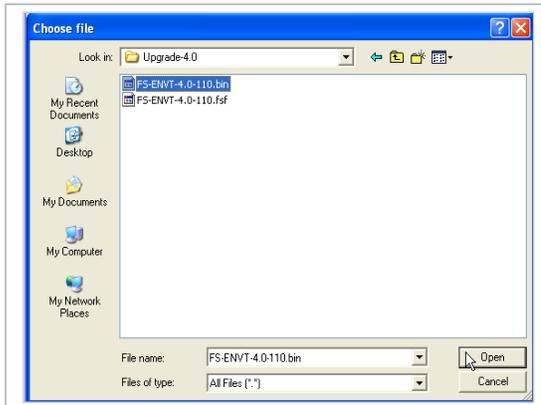 Choose file
Look in: Upgrade-4.0
FS-ENVT-4.0-110.bin
FS-ENVT-4.0-110.fsf
My Recent
Documents
Desktop
My Documents
My Computer
My Network
Places
File name: FS-ENVT-4.0-110.bin Open
Files of type: All Files (*.*) Cancel